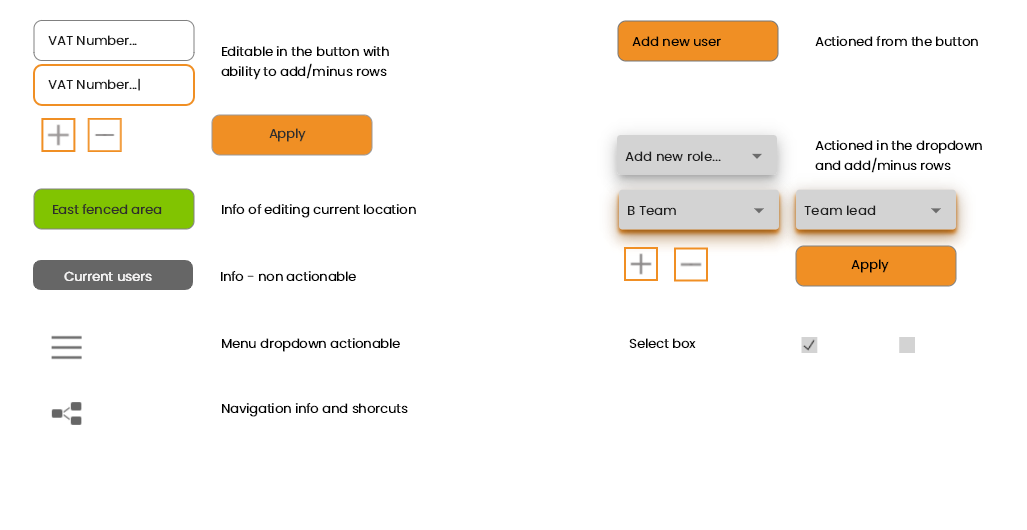 VAT Number...
VAT Number...|
Editable in the button with
ability to add/minus rows
Apply
East fenced area
Info of editing current location
Current users
Info - non actionable
Menu dropdown actionable
Navigation info and shorcuts
Add new user
Actioned from the button
Add new role...
Actioned in the dropdown
and add/minus rows
B Team
Team lead
Apply
Select box